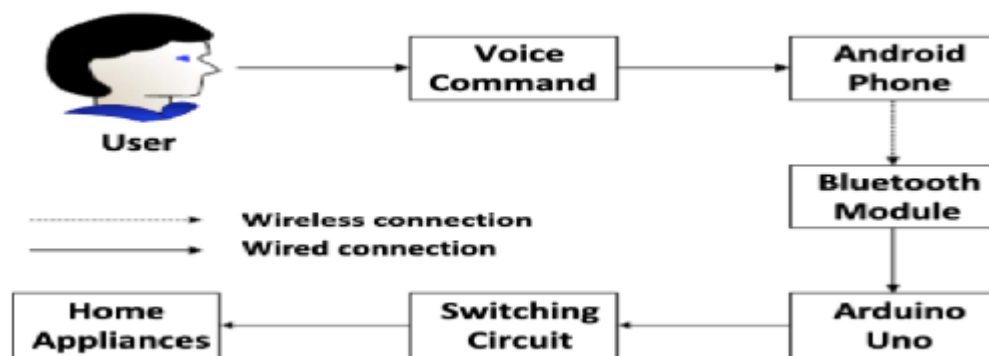 Voice
Command
Android
Phone
User
Bluetooth
Module
Wireless connection
Wired connection
Home
Appliances
Switching
Circuit
Arduino
Uno